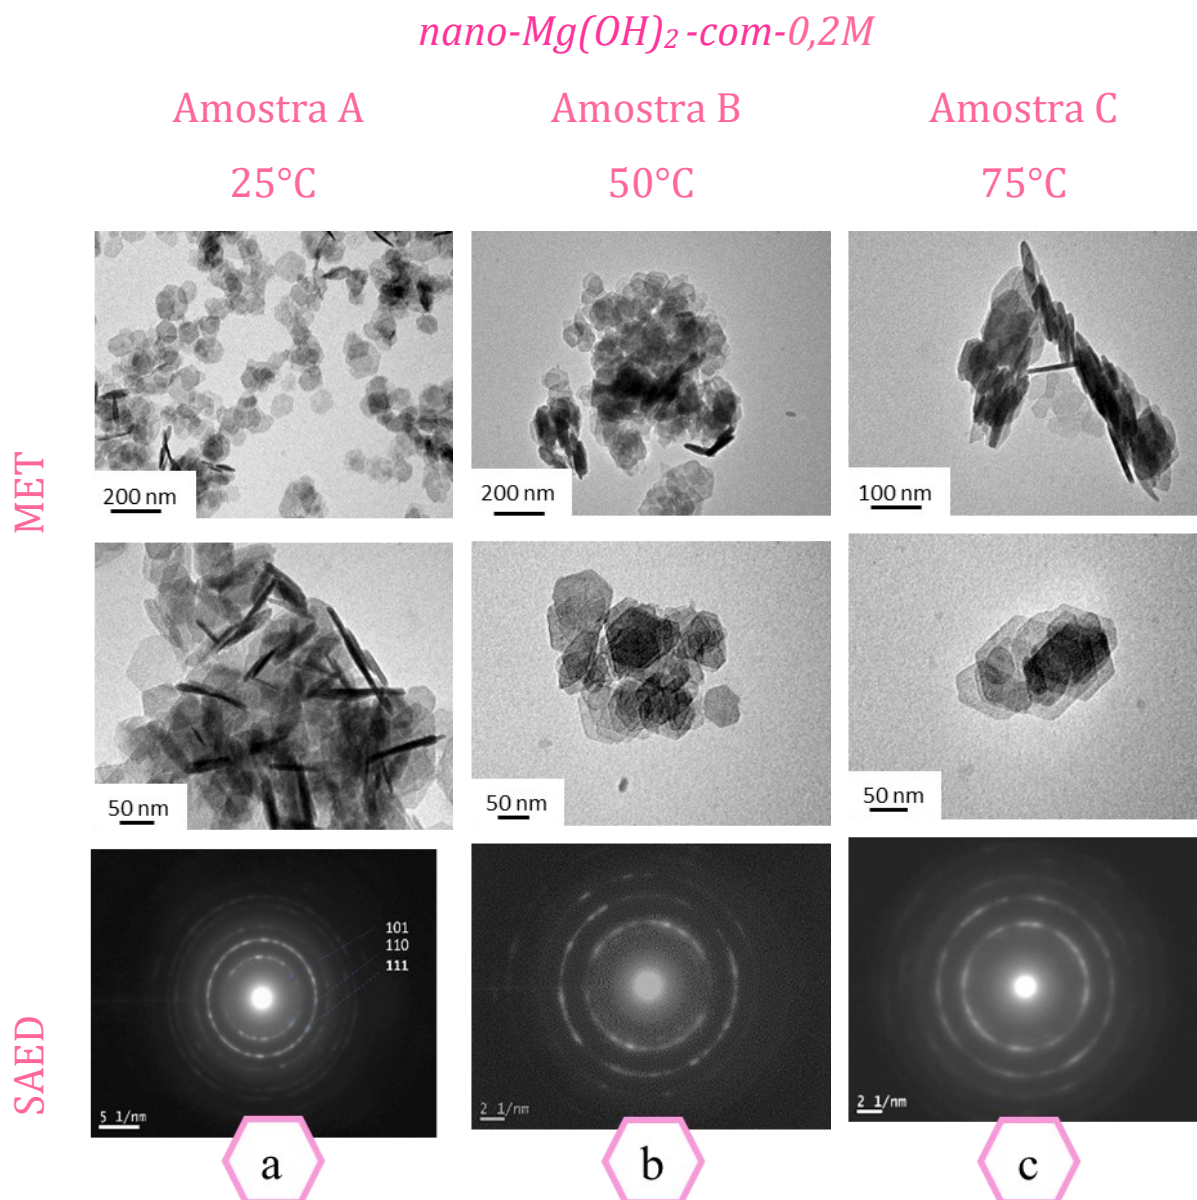 nano-Mg(OH)₂-com-0,2M
Amostra A
Amostra B
Amostra C
25°C
50°C
75°C
MET
200 nm
200 nm
100 nm
50 nm
50 nm
50 nm
SAED
101
110
111
5 1/nm
2 1/nm
2 1/nm
a
b
c